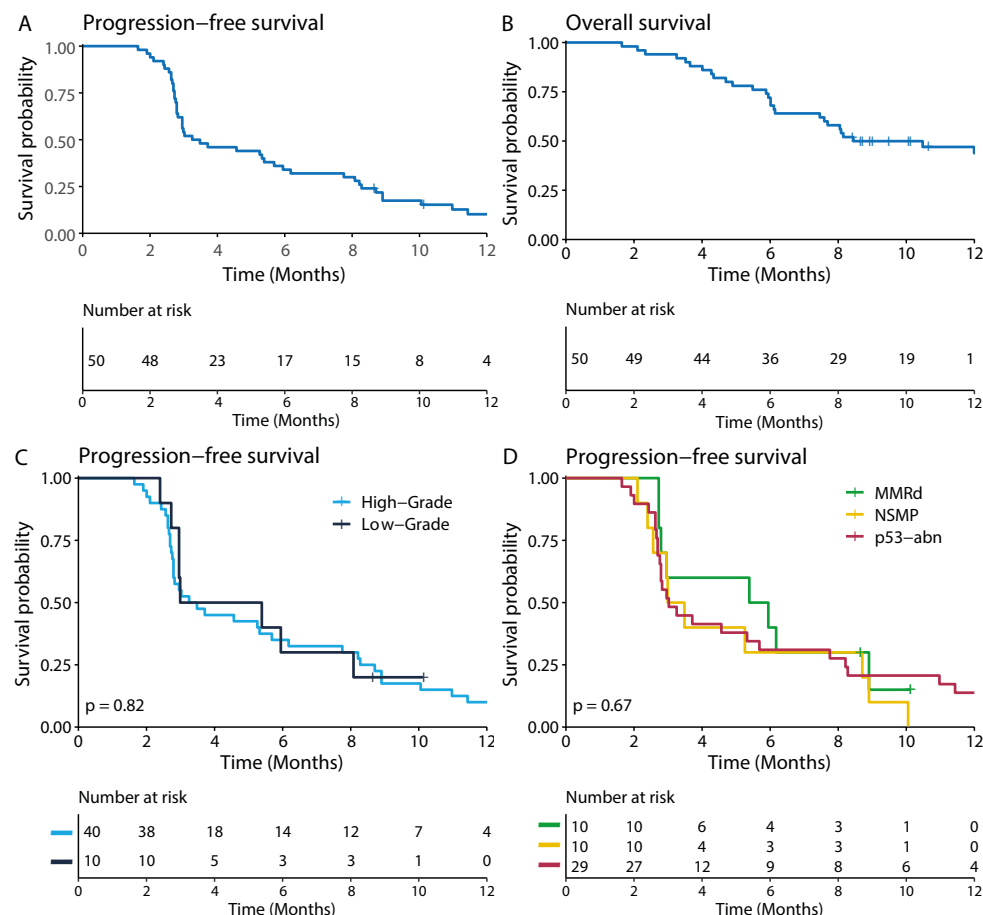 A Progression–free survival
1.00
0.75
0.50
0.25
0.00
Survival probability
0 2 4 6 8 10 12
Time (Months)
Number at risk
50 48 23 17 15 8 4
0 2 4 6 8 10 12
Time (Months)
B Overall survival
1.00
0.75
0.50
0.25
0.00
Survival probability
0 2 4 6 8 10 12
Time (Months)
Number at risk
50 49 44 36 29 19 1
0 2 4 6 8 10 12
Time (Months)
C Progression–free survival
1.00
0.75
0.50
0.25
0.00
Survival probability
High–Grade
Low–Grade
p = 0.82
0 2 4 6 8 10 12
Time (Months)
Number at risk
40 38 18 14 12 7 4
10 10 5 3 3 1 0
0 2 4 6 8 10 12
Time (Months)
D Progression–free survival
1.00
0.75
0.50
0.25
0.00
Survival probability
MMRd
NSMP
p53–abn
p = 0.67
0 2 4 6 8 10 12
Time (Months)
Number at risk
10 10 6 4 3 1 0
10 10 4 3 3 1 0
29 27 12 9 8 6 4
0 2 4 6 8 10 12
Time (Months)